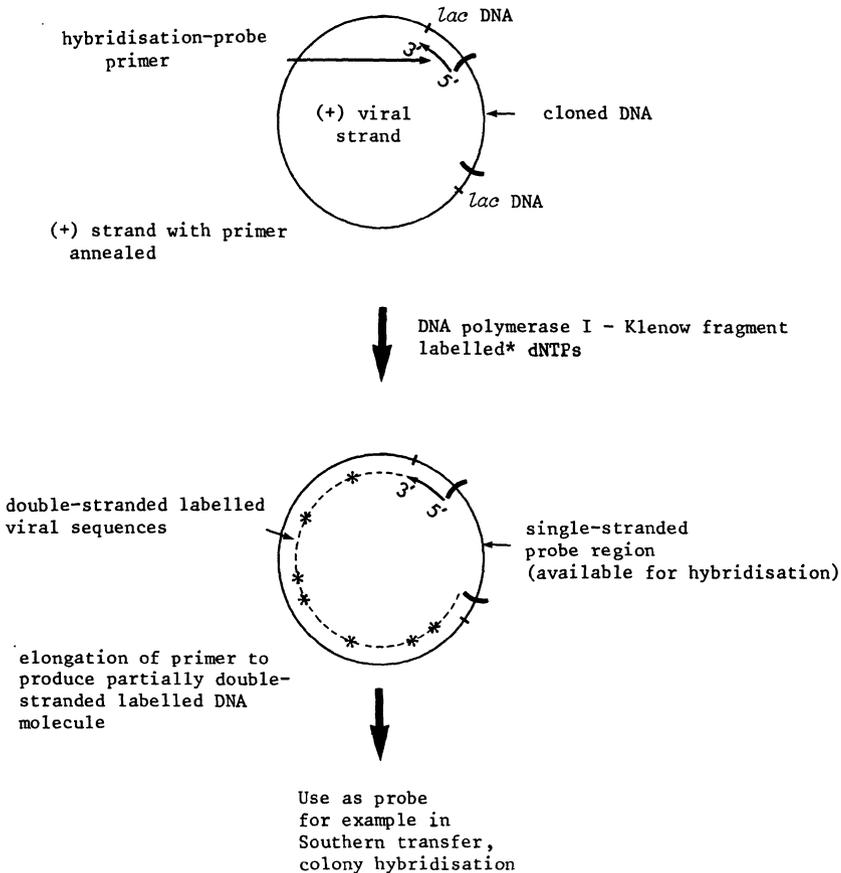 lac DNA
hybridisation-probe
primer
3'
5'
(+) viral
strand
cloned DNA
lac DNA
(+) strand with primer
annealed
DNA polymerase I - Klenow fragment
labelled* dNTPs
*
3'
5'
double-stranded labelled
viral sequences
*
single-stranded
probe region
(available for hybridisation)
*
*
*
*
*
elongation of primer to
produce partially double-
stranded labelled DNA
molecule
Use as probe
for example in
Southern transfer,
colony hybridisation